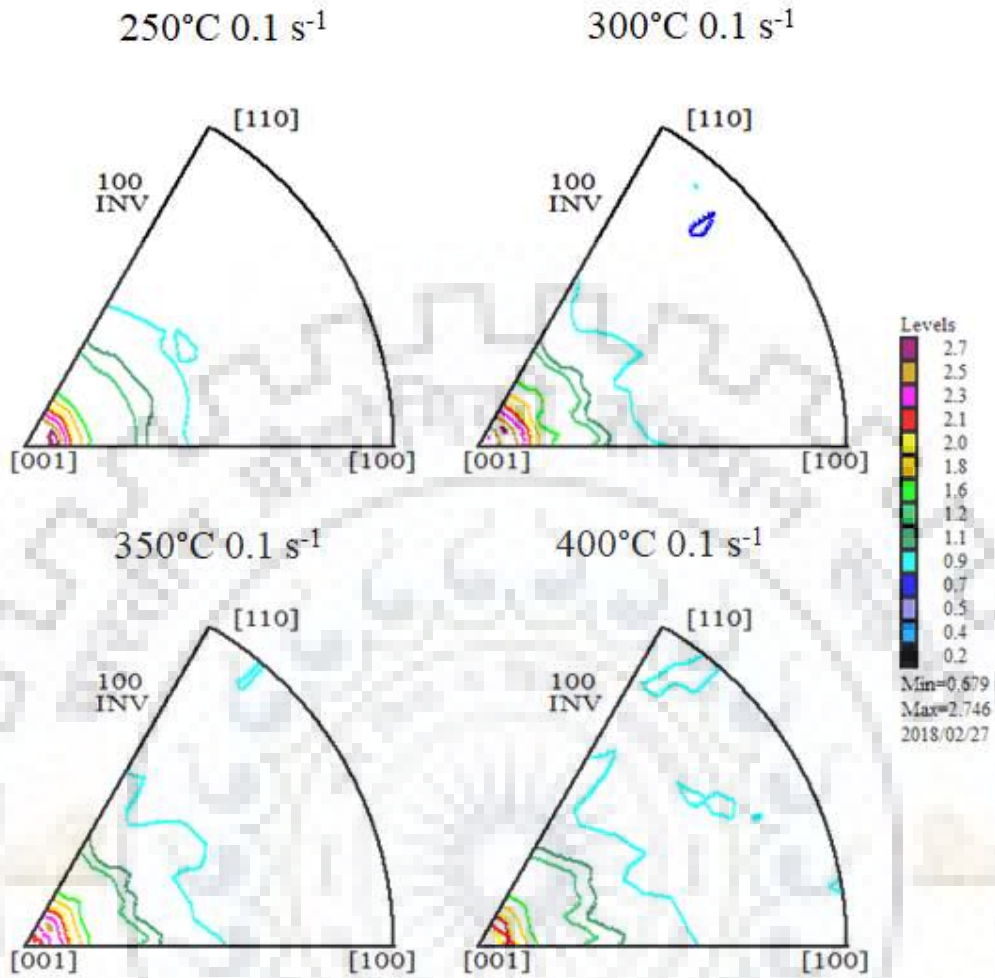 250°C 0.1 s⁻¹
300°C 0.1 s⁻¹
[110]
100
INV
[001]
[100]
[110]
100
INV
[001]
[100]
350°C 0.1 s⁻¹
400°C 0.1 s⁻¹
[110]
100
INV
[001]
[100]
[110]
100
INV
[001]
[100]
Levels
2.7
2.5
2.3
2.1
2.0
1.8
1.6
1.2
1.1
0.9
0.7
0.5
0.4
0.2
Min=0.679
Max=2.746
2018/02/27